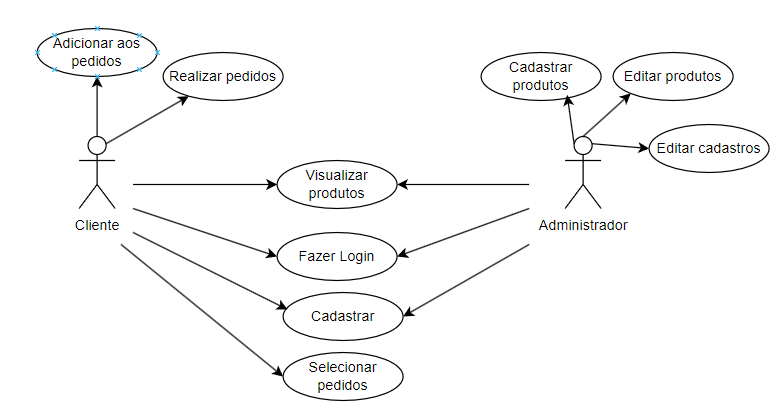 Adicionar aos
pedidos
Realizar pedidos
Cadastrar
produtos
Editar produtos
Editar cadastros
Visualizar
produtos
Cliente
Administrador
Fazer Login
Cadastrar
Selecionar
pedidos